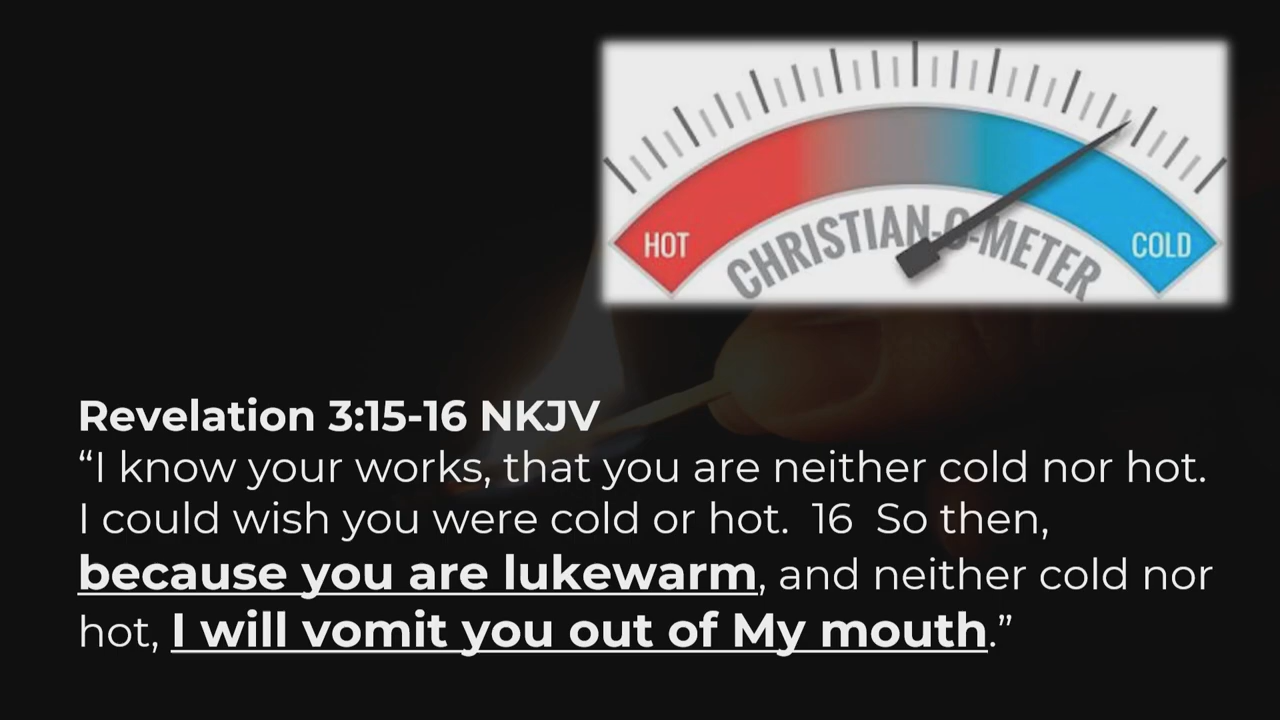 HOT
COLD
CHRISTIAN-O-METER
Revelation 3:15-16 NKJV
“I know your works, that you are neither cold nor hot.
I could wish you were cold or hot.  16  So then,
because you are lukewarm, and neither cold nor
hot, I will vomit you out of My mouth.”